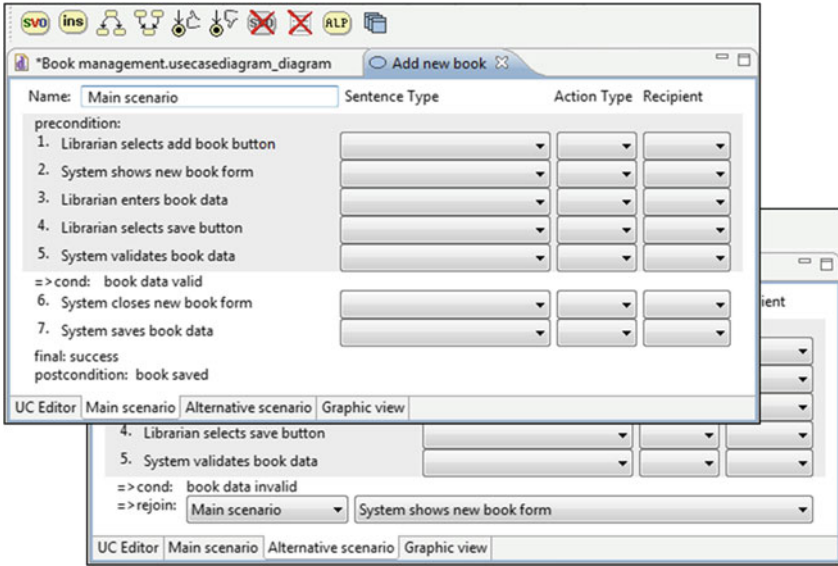 SVO ins ALP
*Book management.usecasediagram_diagram Add new book
Name: Main scenario Sentence Type Action Type Recipient
precondition:
1. Librarian selects add book button
2. System shows new book form
3. Librarian enters book data
4. Librarian selects save button
5. System validates book data
=>cond: book data valid
6. System closes new book form
7. System saves book data
final: success
postcondition: book saved
UC Editor Main scenario Alternative scenario Graphic view
ient
4. Librarian selects save button
5. System validates book data
=>cond: book data invalid
=>rejoin: Main scenario System shows new book form
UC Editor Main scenario Alternative scenario Graphic view